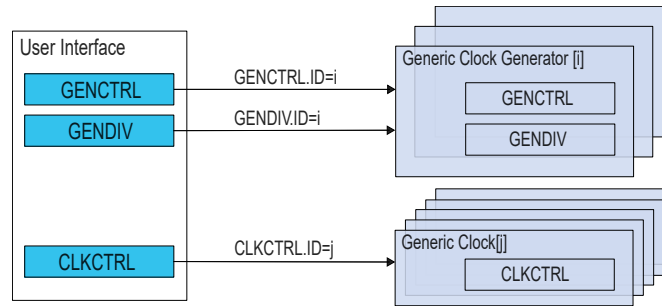 User Interface
GENCTRL
GENDIV
CLKCTRL
GENCTRL.ID=i
GENDIV.ID=i
CLKCTRL.ID=j
Generic Clock Generator [i]
GENCTRL
GENDIV
Generic Clock[j]
CLKCTRL